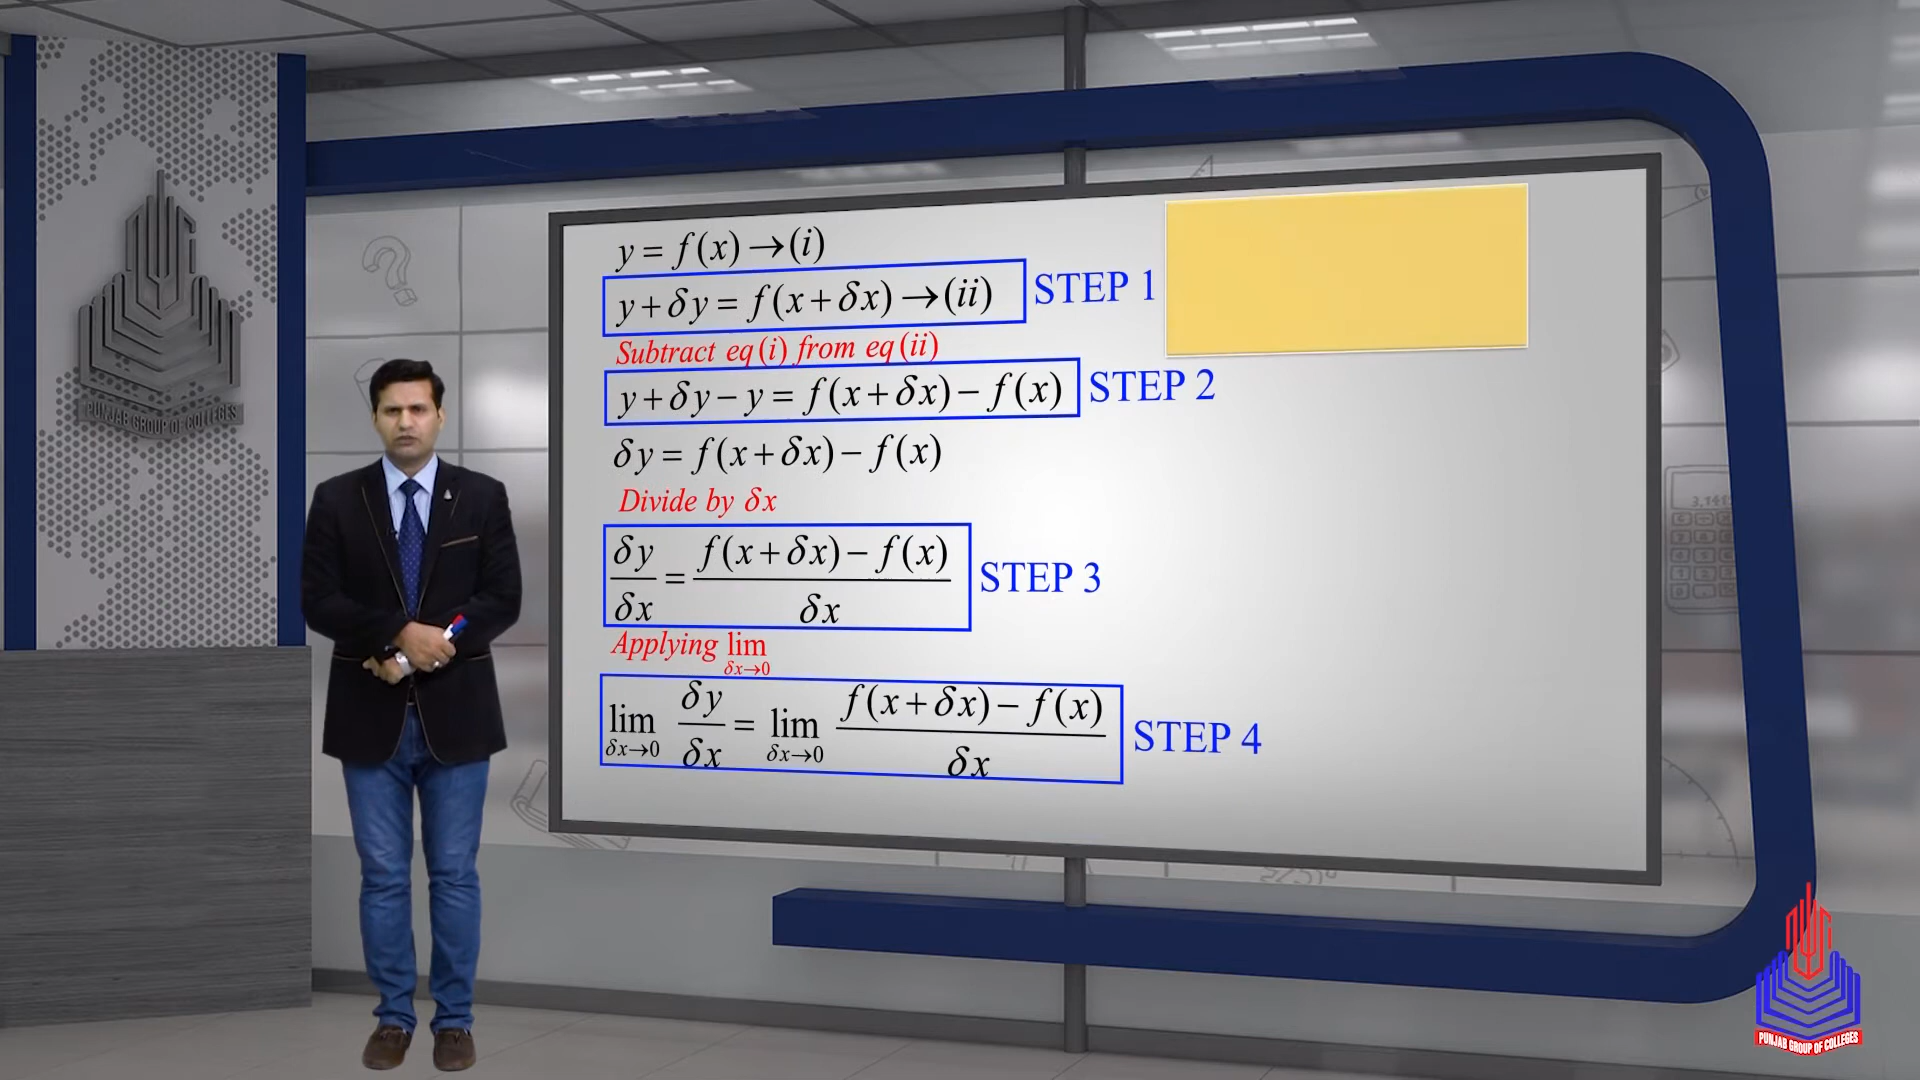 PUNJAB GROUP OF COLLEGES
y = f(x) → (i)
y + δy = f(x + δx) → (ii) STEP 1
Subtract eq(i) from eq(ii)
y + δy − y = f(x + δx) − f(x) STEP 2
δy = f(x + δx) − f(x)
Divide by δx
δy/δx = (f(x + δx) − f(x))/δx STEP 3
Applying lim δx→0
lim δx→0 δy/δx = lim δx→0 (f(x + δx) − f(x))/δx STEP 4
PUNJAB GROUP OF COLLEGES